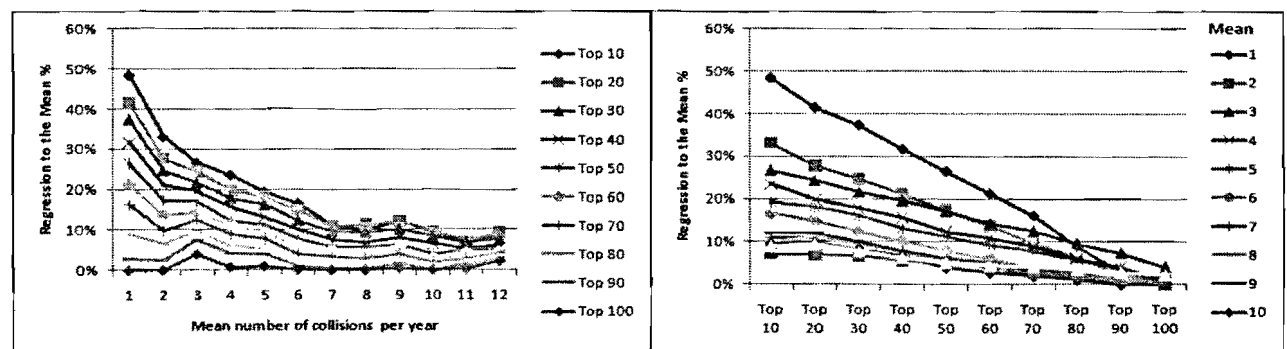 60%
50%
40%
30%
20%
10%
0%
Regression to the Mean %
1 2 3 4 5 6 7 8 9 10 11 12
Mean number of collisions per year
Top 10
Top 20
Top 30
Top 40
Top 50
Top 60
Top 70
Top 80
Top 90
Top 100
60%
50%
40%
30%
20%
10%
0%
Regression to the Mean %
Top Top Top Top Top Top Top Top Top Top
10 20 30 40 50 60 70 80 90 100
Mean
1
2
3
4
5
6
7
8
9
10